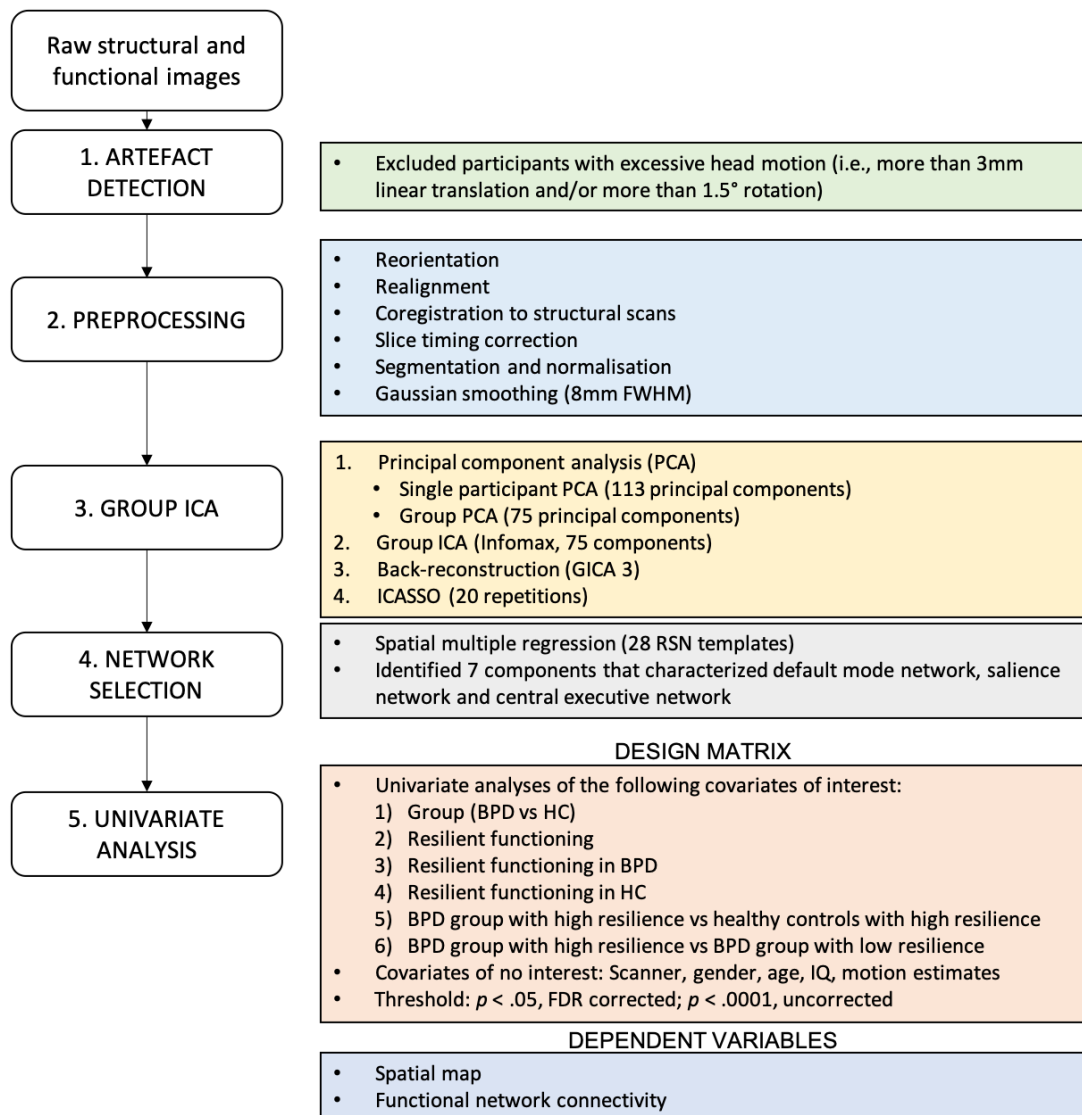 Raw structural and
functional images
1. ARTEFACT
DETECTION
• Excluded participants with excessive head motion (i.e., more than 3mm
linear translation and/or more than 1.5° rotation)
2. PREPROCESSING
• Reorientation
• Realignment
• Coregistration to structural scans
• Slice timing correction
• Segmentation and normalisation
• Gaussian smoothing (8mm FWHM)
3. GROUP ICA
1. Principal component analysis (PCA)
• Single participant PCA (113 principal components)
• Group PCA (75 principal components)
2. Group ICA (Infomax, 75 components)
3. Back-reconstruction (GICA 3)
4. ICASSO (20 repetitions)
4. NETWORK
SELECTION
• Spatial multiple regression (28 RSN templates)
• Identified 7 components that characterized default mode network, salience
network and central executive network
5. UNIVARIATE
ANALYSIS
DESIGN MATRIX
• Univariate analyses of the following covariates of interest:
1) Group (BPD vs HC)
2) Resilient functioning
3) Resilient functioning in BPD
4) Resilient functioning in HC
5) BPD group with high resilience vs healthy controls with high resilience
6) BPD group with high resilience vs BPD group with low resilience
• Covariates of no interest: Scanner, gender, age, IQ, motion estimates
• Threshold: p < .05, FDR corrected; p < .0001, uncorrected
DEPENDENT VARIABLES
• Spatial map
• Functional network connectivity